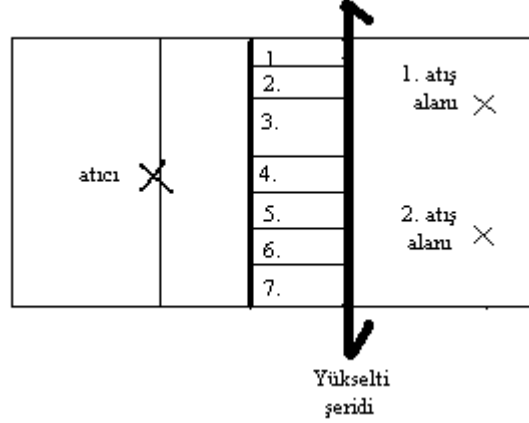 1
2.
3.
4.
5.
6.
7.
atıcı
1. atış
alanı
2. atış
alanı
Yükselti
şeridi